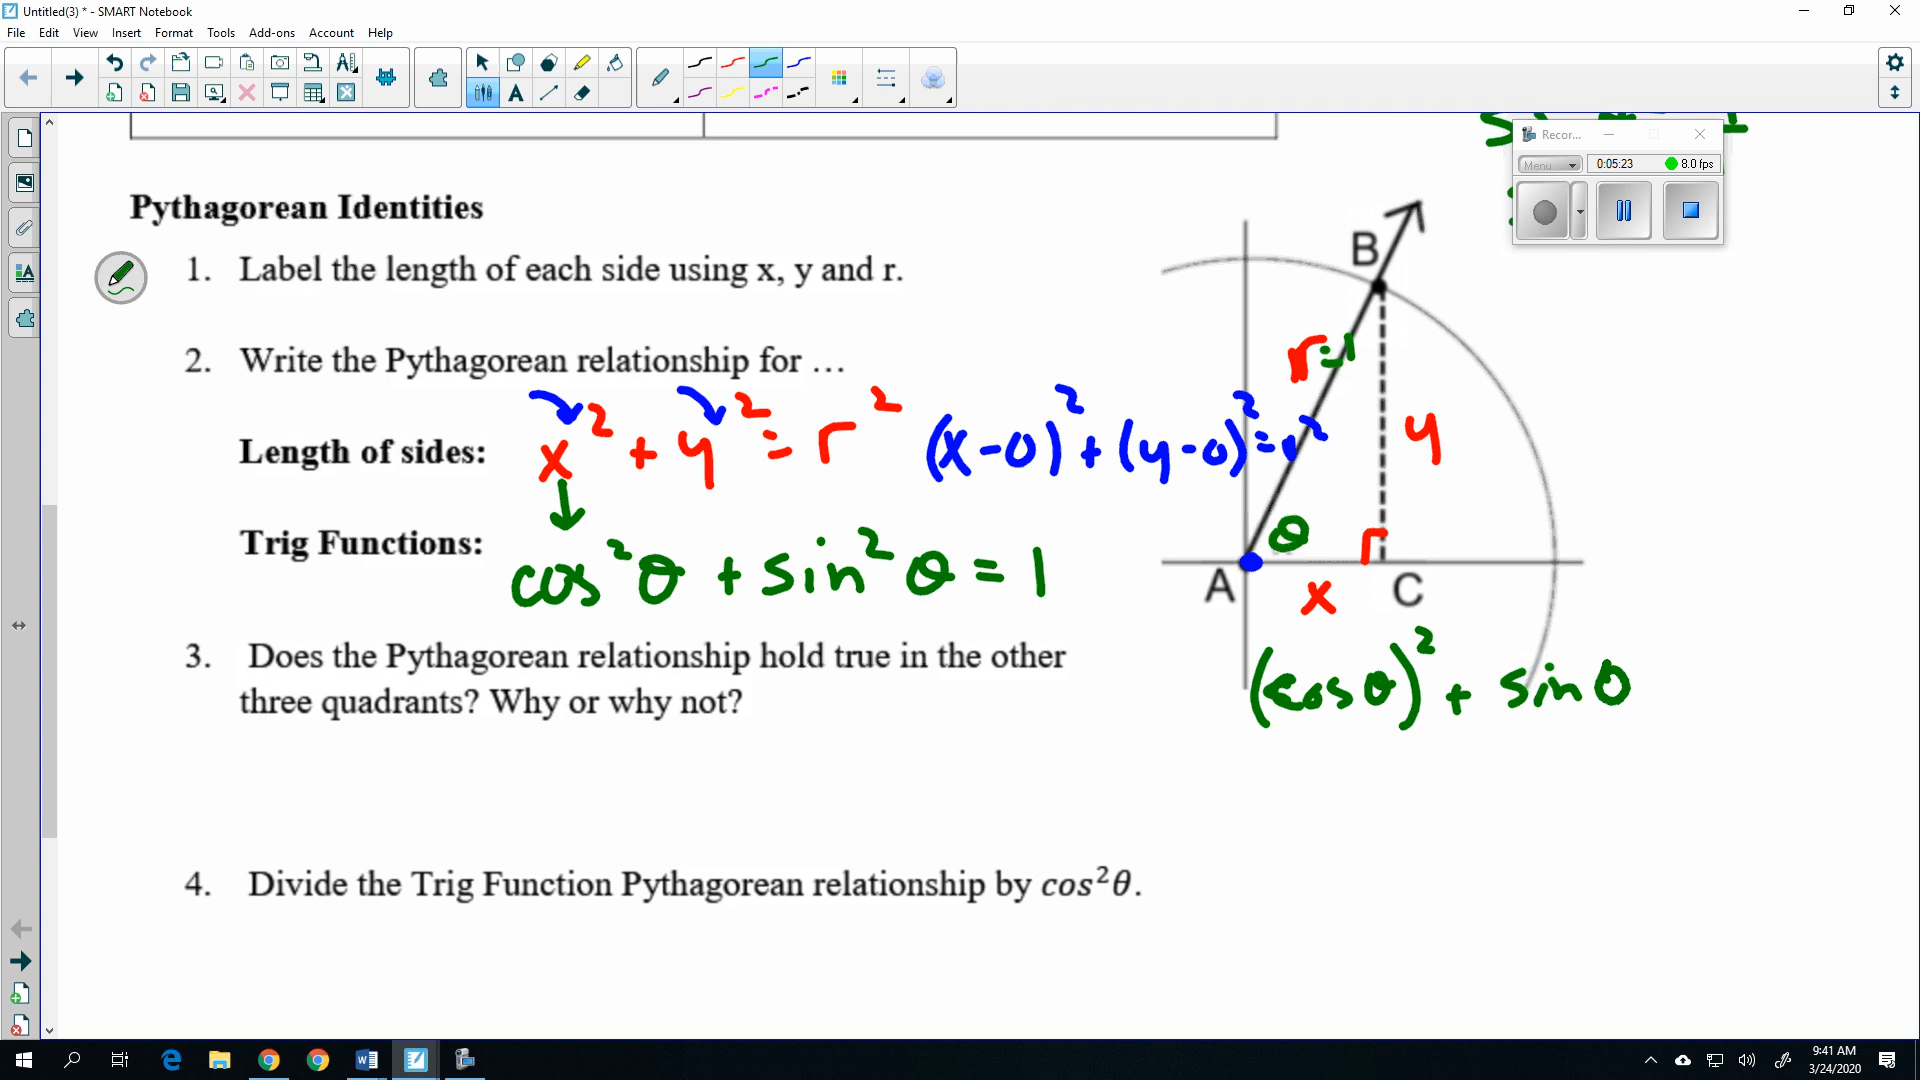 Untitled(3) * - SMART Notebook
File Edit View Insert Format Tools Add-ons Account Help
Recor...
Menu 0:05:23 8.0 fps
Pythagorean Identities
1. Label the length of each side using x, y and r.
2. Write the Pythagorean relationship for …
Length of sides: x² + y² = r² (x-0)² + (y-0)² = r²
Trig Functions: cos²θ + sin²θ = 1
3. Does the Pythagorean relationship hold true in the other
three quadrants? Why or why not?
4. Divide the Trig Function Pythagorean relationship by cos²θ.
B
r=1
y
θ
A x C
(cosθ)² + sinθ
9:41 AM
3/24/2020